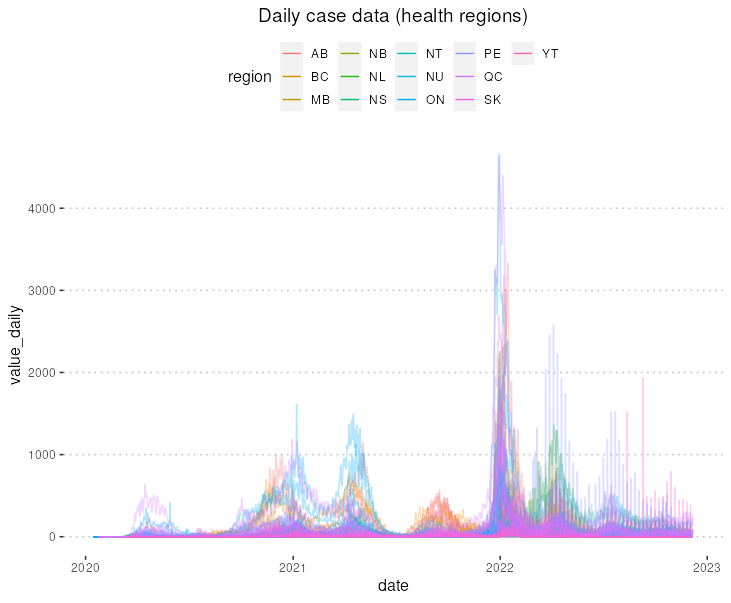 Daily case data (health regions)
region
AB NB NT PE YT
BC NL NU QC
MB NS ON SK
value_daily
4000
3000
2000
1000
0
2020 2021 2022 2023
date